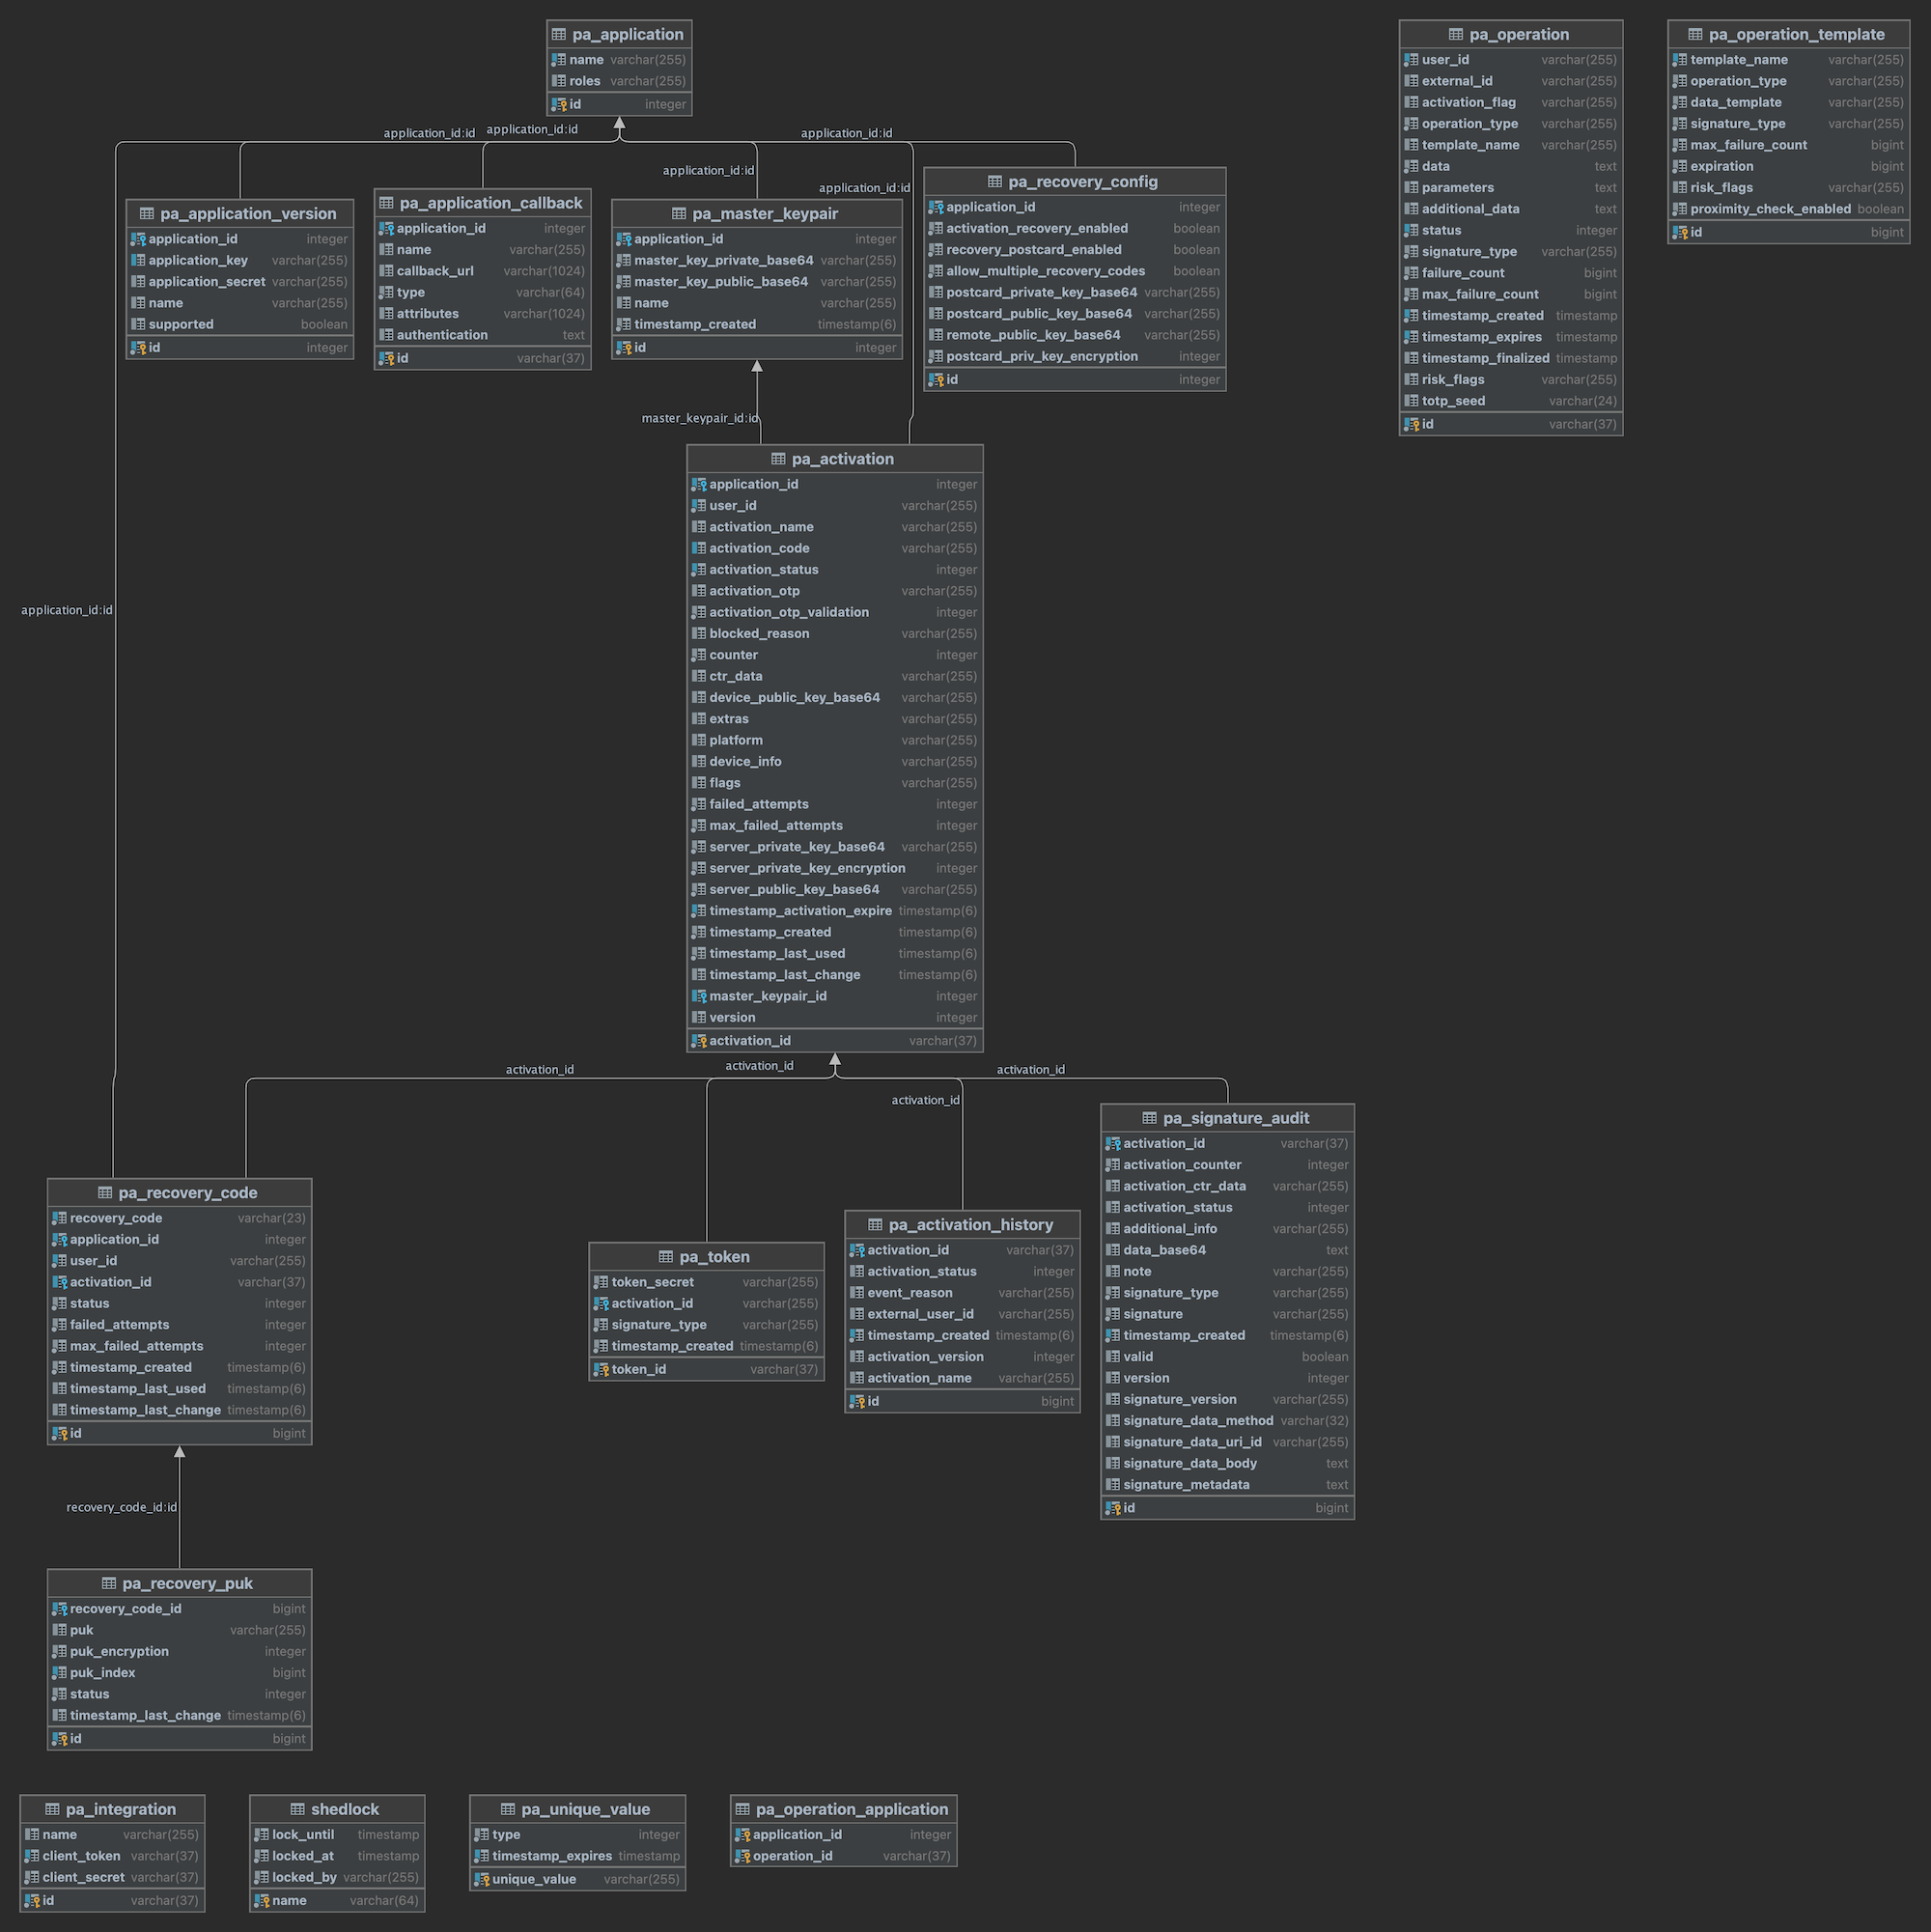 pa_application
name varchar(255)
roles varchar(255)
id integer
application_id:id
application_id:id
application_id:id
application_id:id
application_id:id
application_id:id
pa_application_version
application_id integer
application_key varchar(255)
application_secret varchar(255)
name varchar(255)
supported boolean
id integer
pa_application_callback
application_id integer
name varchar(255)
callback_url varchar(1024)
type varchar(64)
attributes varchar(1024)
authentication text
id varchar(37)
pa_master_keypair
application_id integer
master_key_private_base64 varchar(255)
master_key_public_base64 varchar(255)
name varchar(255)
timestamp_created timestamp(6)
id integer
pa_recovery_config
application_id integer
activation_recovery_enabled boolean
recovery_postcard_enabled boolean
allow_multiple_recovery_codes boolean
postcard_private_key_base64 varchar(255)
postcard_public_key_base64 varchar(255)
remote_public_key_base64 varchar(255)
postcard_priv_key_encryption integer
id integer
pa_operation
user_id varchar(255)
external_id varchar(255)
activation_flag varchar(255)
operation_type varchar(255)
template_name varchar(255)
data text
parameters text
additional_data text
status integer
signature_type varchar(255)
failure_count bigint
max_failure_count bigint
timestamp_created timestamp
timestamp_expires timestamp
timestamp_finalized timestamp
risk_flags varchar(255)
totp_seed varchar(24)
id varchar(37)
pa_operation_template
template_name varchar(255)
operation_type varchar(255)
data_template varchar(255)
signature_type varchar(255)
max_failure_count bigint
expiration bigint
risk_flags varchar(255)
proximity_check_enabled boolean
id bigint
master_keypair_id:id
pa_activation
application_id integer
user_id varchar(255)
activation_name varchar(255)
activation_code varchar(255)
activation_status integer
activation_otp varchar(255)
activation_otp_validation integer
blocked_reason varchar(255)
counter integer
ctr_data varchar(255)
device_public_key_base64 varchar(255)
extras varchar(255)
platform varchar(255)
device_info varchar(255)
flags varchar(255)
failed_attempts integer
max_failed_attempts integer
server_private_key_base64 varchar(255)
server_private_key_encryption integer
server_public_key_base64 varchar(255)
timestamp_activation_expire timestamp(6)
timestamp_created timestamp(6)
timestamp_last_used timestamp(6)
timestamp_last_change timestamp(6)
master_keypair_id integer
version integer
activation_id varchar(37)
activation_id
activation_id
activation_id
activation_id
pa_recovery_code
recovery_code varchar(23)
application_id integer
user_id varchar(255)
activation_id varchar(37)
status integer
failed_attempts integer
max_failed_attempts integer
timestamp_created timestamp(6)
timestamp_last_used timestamp(6)
timestamp_last_change timestamp(6)
id bigint
pa_token
token_secret varchar(255)
activation_id varchar(255)
signature_type varchar(255)
timestamp_created timestamp(6)
token_id varchar(37)
pa_activation_history
activation_id varchar(37)
activation_status integer
event_reason varchar(255)
external_user_id varchar(255)
timestamp_created timestamp(6)
activation_version integer
activation_name varchar(255)
id bigint
pa_signature_audit
activation_id varchar(37)
activation_counter integer
activation_ctr_data varchar(255)
activation_status integer
additional_info varchar(255)
data_base64 text
note varchar(255)
signature_type varchar(255)
signature varchar(255)
timestamp_created timestamp(6)
valid boolean
version integer
signature_version varchar(255)
signature_data_method varchar(32)
signature_data_uri_id varchar(255)
signature_data_body text
signature_metadata text
id bigint
recovery_code_id:id
pa_recovery_puk
recovery_code_id bigint
puk varchar(255)
puk_encryption integer
puk_index bigint
status integer
timestamp_last_change timestamp(6)
id bigint
pa_integration
name varchar(255)
client_token varchar(37)
client_secret varchar(37)
id varchar(37)
shedlock
lock_until timestamp
locked_at timestamp
locked_by varchar(255)
name varchar(64)
pa_unique_value
type integer
timestamp_expires timestamp
unique_value varchar(255)
pa_operation_application
application_id integer
operation_id varchar(37)